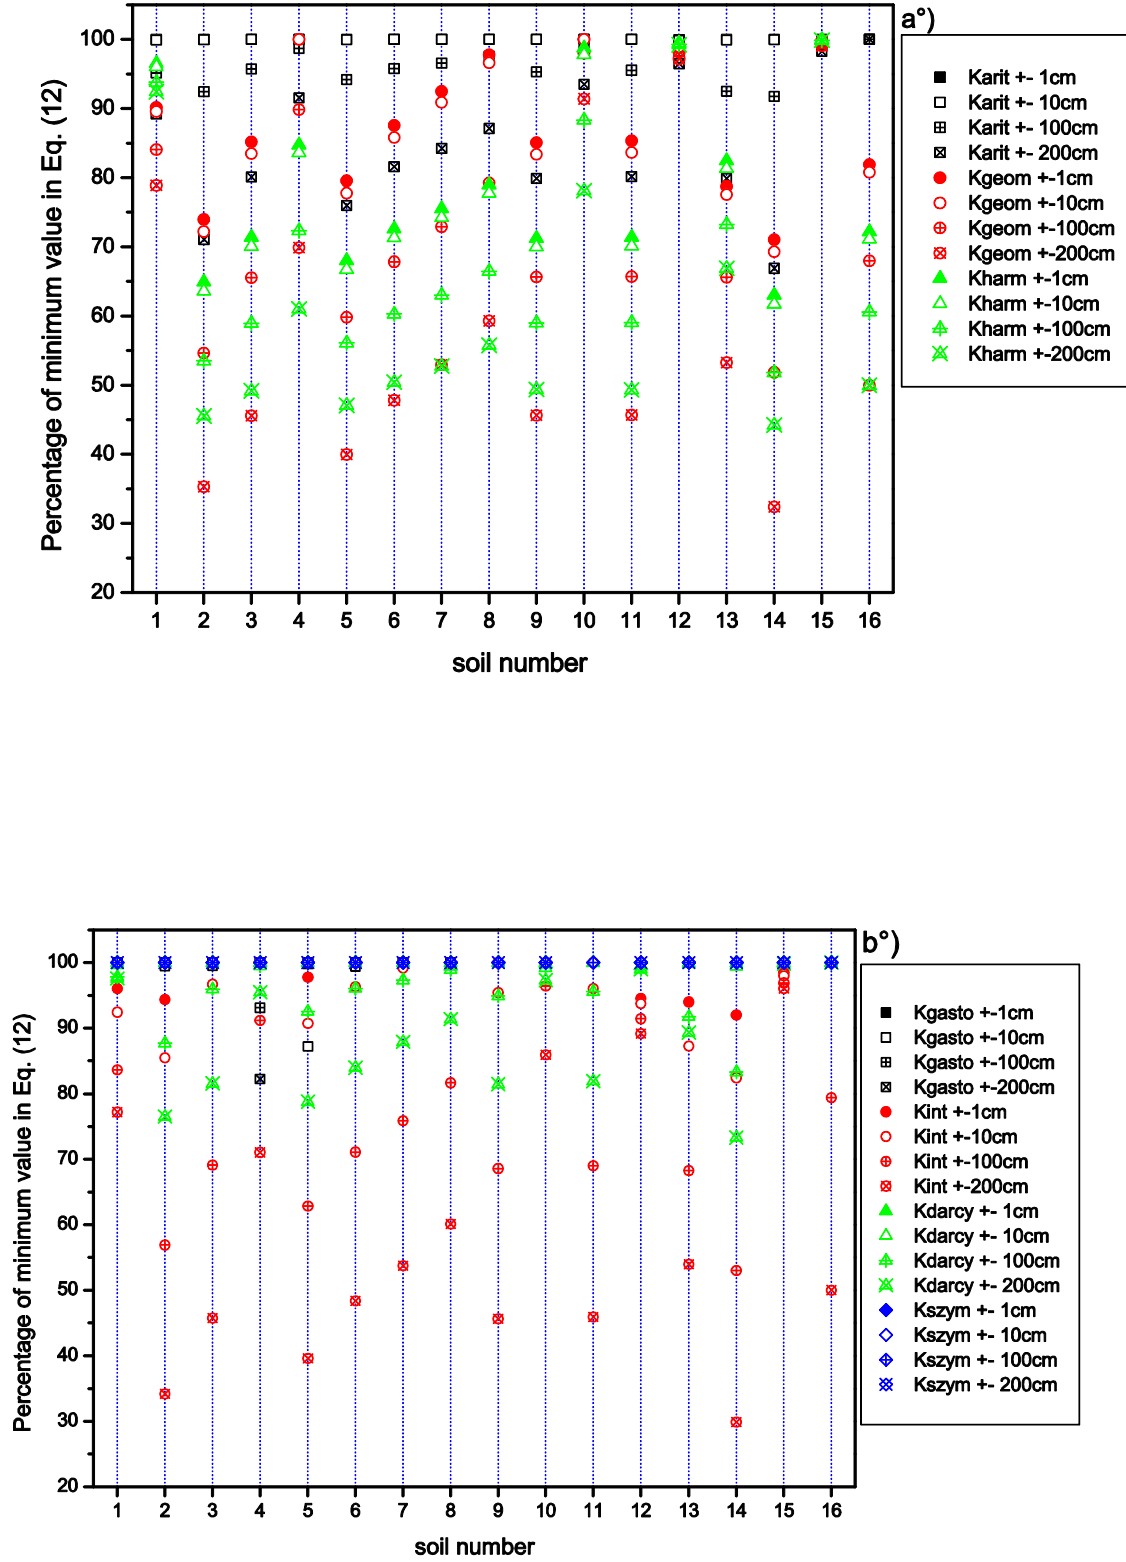 a°)
100
90
80
70
60
50
40
30
20
Percentage of minimum value in Eq. (12)
1 2 3 4 5 6 7 8 9 10 11 12 13 14 15 16
soil number
Karit +- 1cm
Karit +- 10cm
Karit +- 100cm
Karit +- 200cm
Kgeom +-1cm
Kgeom +-10cm
Kgeom +-100cm
Kgeom +-200cm
Kharm +-1cm
Kharm +-10cm
Kharm +-100cm
Kharm +-200cm
b°)
100
90
80
70
60
50
40
30
20
Percentage of minimum value in Eq. (12)
1 2 3 4 5 6 7 8 9 10 11 12 13 14 15 16
soil number
Kgasto +-1cm
Kgasto +-10cm
Kgasto +-100cm
Kgasto +-200cm
Kint +-1cm
Kint +-10cm
Kint +-100cm
Kint +-200cm
Kdarcy +- 1cm
Kdarcy +- 10cm
Kdarcy +- 100cm
Kdarcy +- 200cm
Kszym +- 1cm
Kszym +- 10cm
Kszym +- 100cm
Kszym +- 200cm